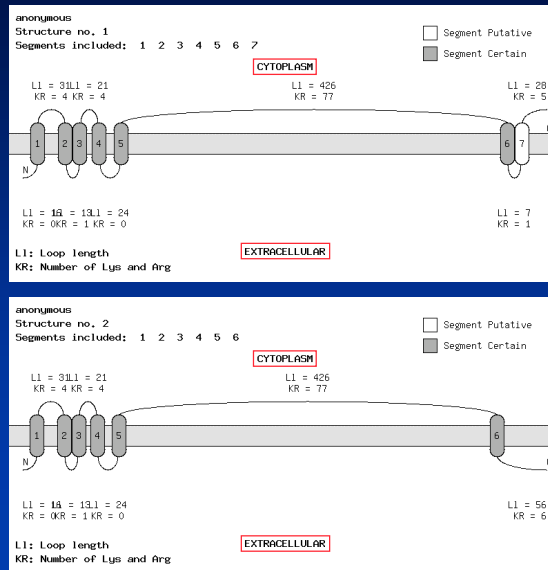 anonymous
Structure no. 1
Segments included: 1 2 3 4 5 6 7
Segment Putative
Segment Certain
CYTOPLASM
Ll = 31 Ll = 21 Ll = 426 Ll = 28
KR = 4 KR = 4 KR = 77 KR = 5
1 2 3 4 5 6 7
N
Ll = 16 Ll = 13 Ll = 24 Ll = 7
KR = 0 KR = 1 KR = 0 KR = 1
Ll: Loop length
EXTRACELLULAR
KR: Number of Lys and Arg
anonymous
Structure no. 2
Segments included: 1 2 3 4 5 6
Segment Putative
Segment Certain
CYTOPLASM
Ll = 31 Ll = 21 Ll = 426
KR = 4 KR = 4 KR = 77
1 2 3 4 5 6
N
Ll = 16 Ll = 13 Ll = 24 Ll = 56
KR = 0 KR = 1 KR = 0 KR = 6
Ll: Loop length
EXTRACELLULAR
KR: Number of Lys and Arg